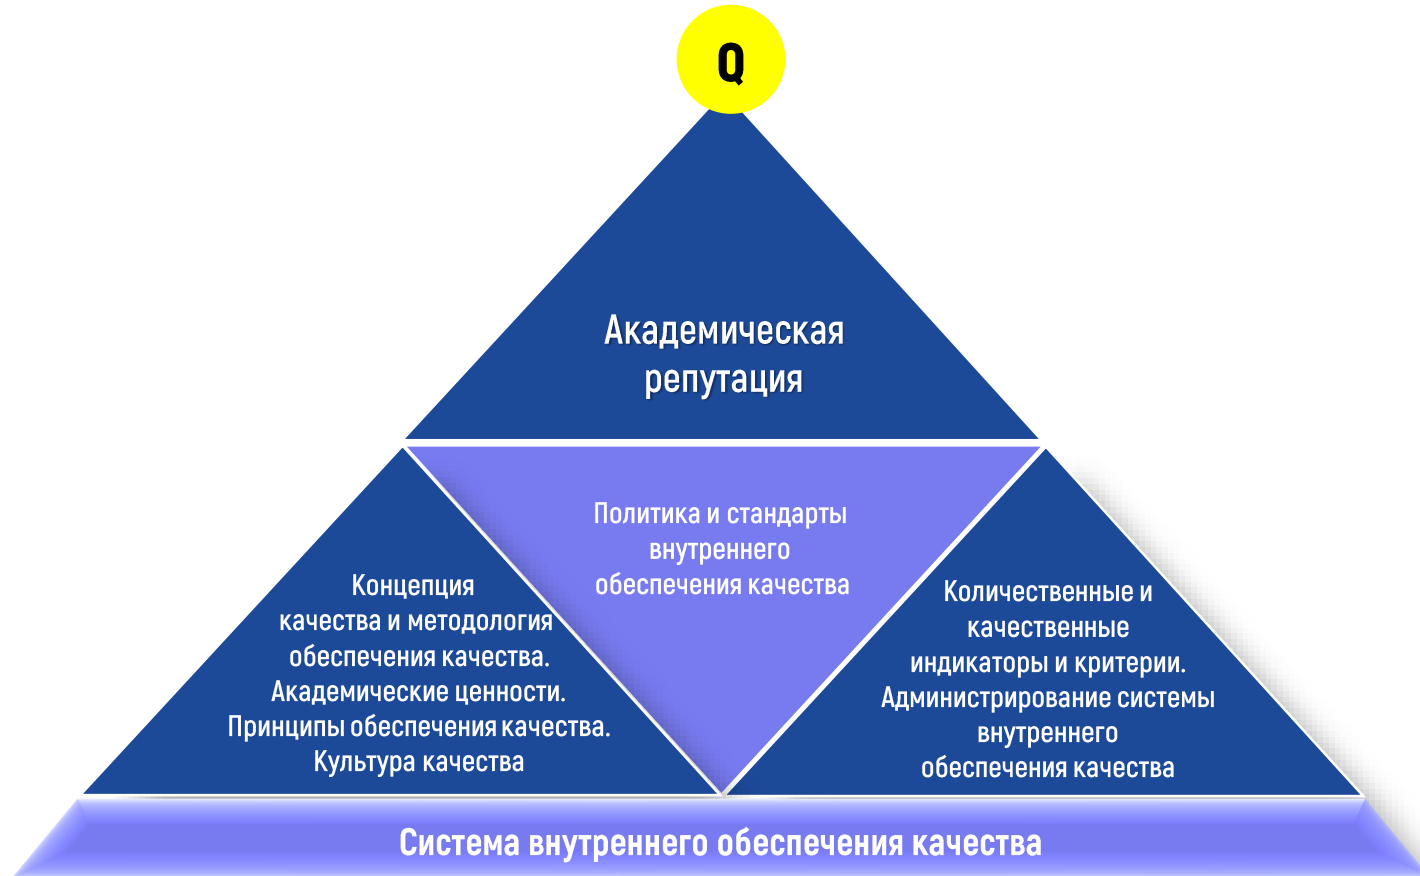 Q
Академическая
репутация
Политика и стандарты
внутреннего
обеспечения качества
Концепция
качества и методология
обеспечения качества.
Академические ценности.
Принципы обеспечения качества.
Культура качества
Количественные и
качественные
индикаторы и критерии.
Администрирование системы
внутреннего
обеспечения качества
Система внутреннего обеспечения качества